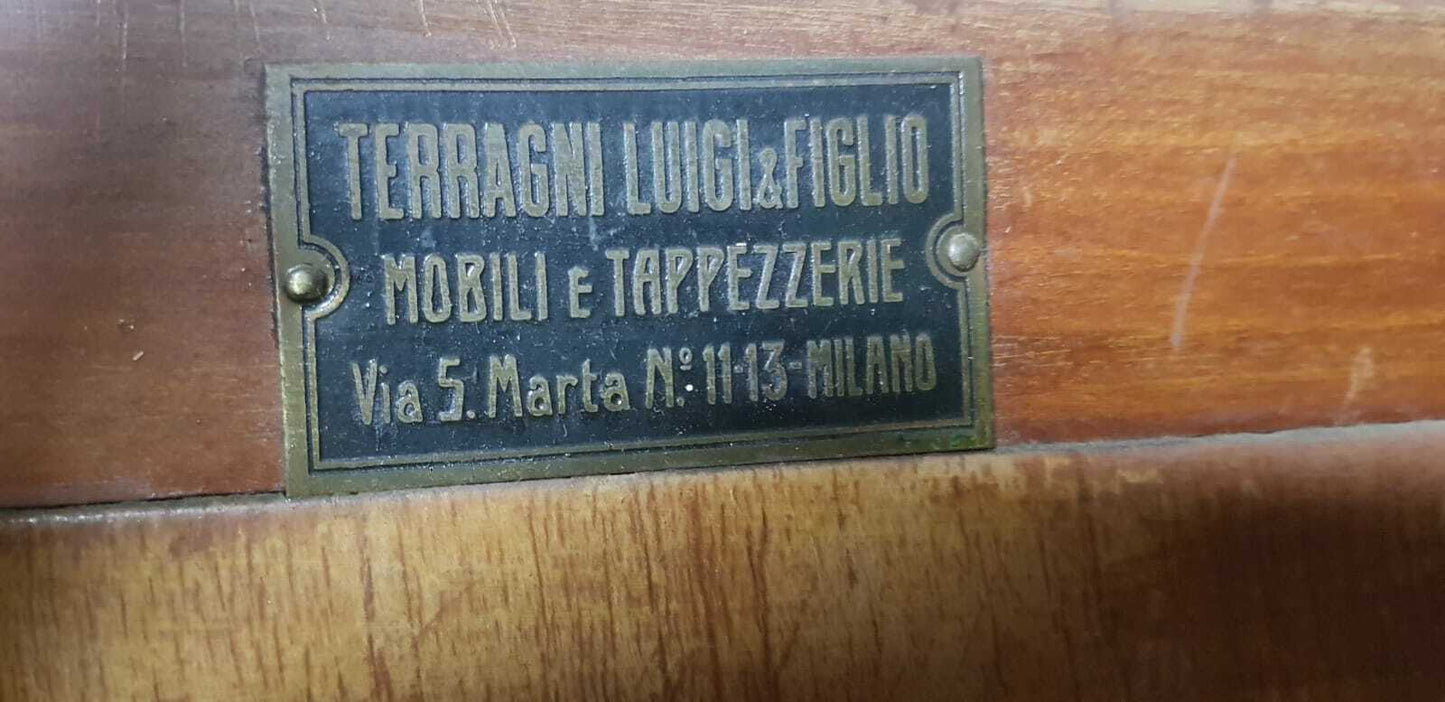 TERRAGNI LUIGI & FIGLIO
MOBILI E TAPPEZZERIE
Via S. Marta N.º 11-13-MILANO